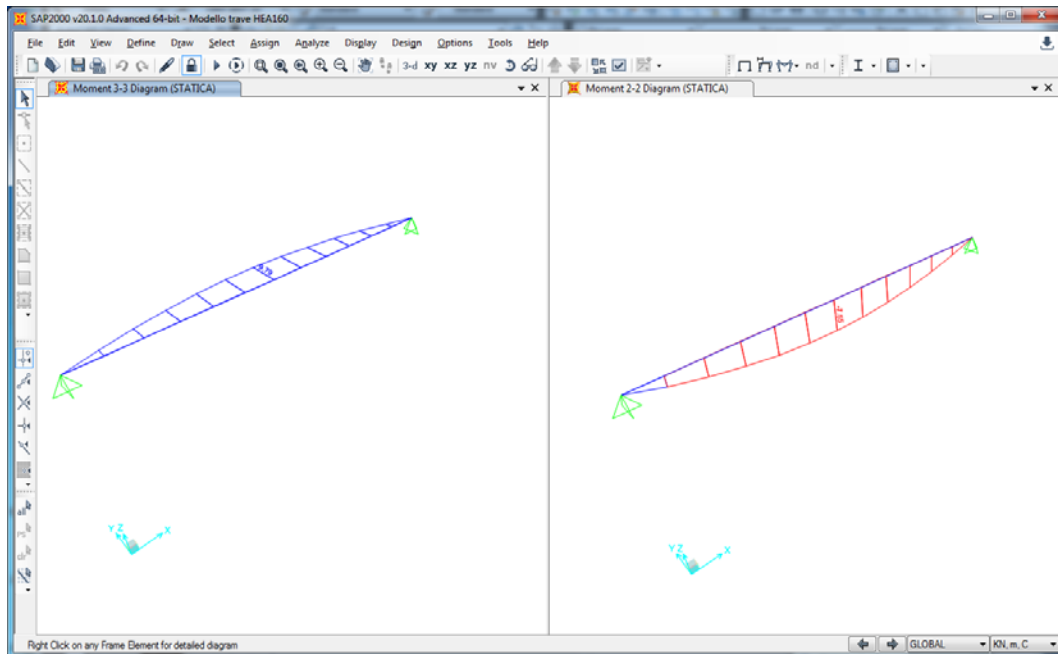 SAP2000 v20.1.0 Advanced 64-bit - Modello trave HEA160
File Edit View Define Draw Select Assign Analyze Display Design Options Tools Help
3-d xy xz yz nv nd
Moment 3-3 Diagram (STATICA)
Moment 2-2 Diagram (STATICA)
Y Z X
Y Z X
all
Right Click on any Frame Element for detailed diagram
GLOBAL
KN, m, C